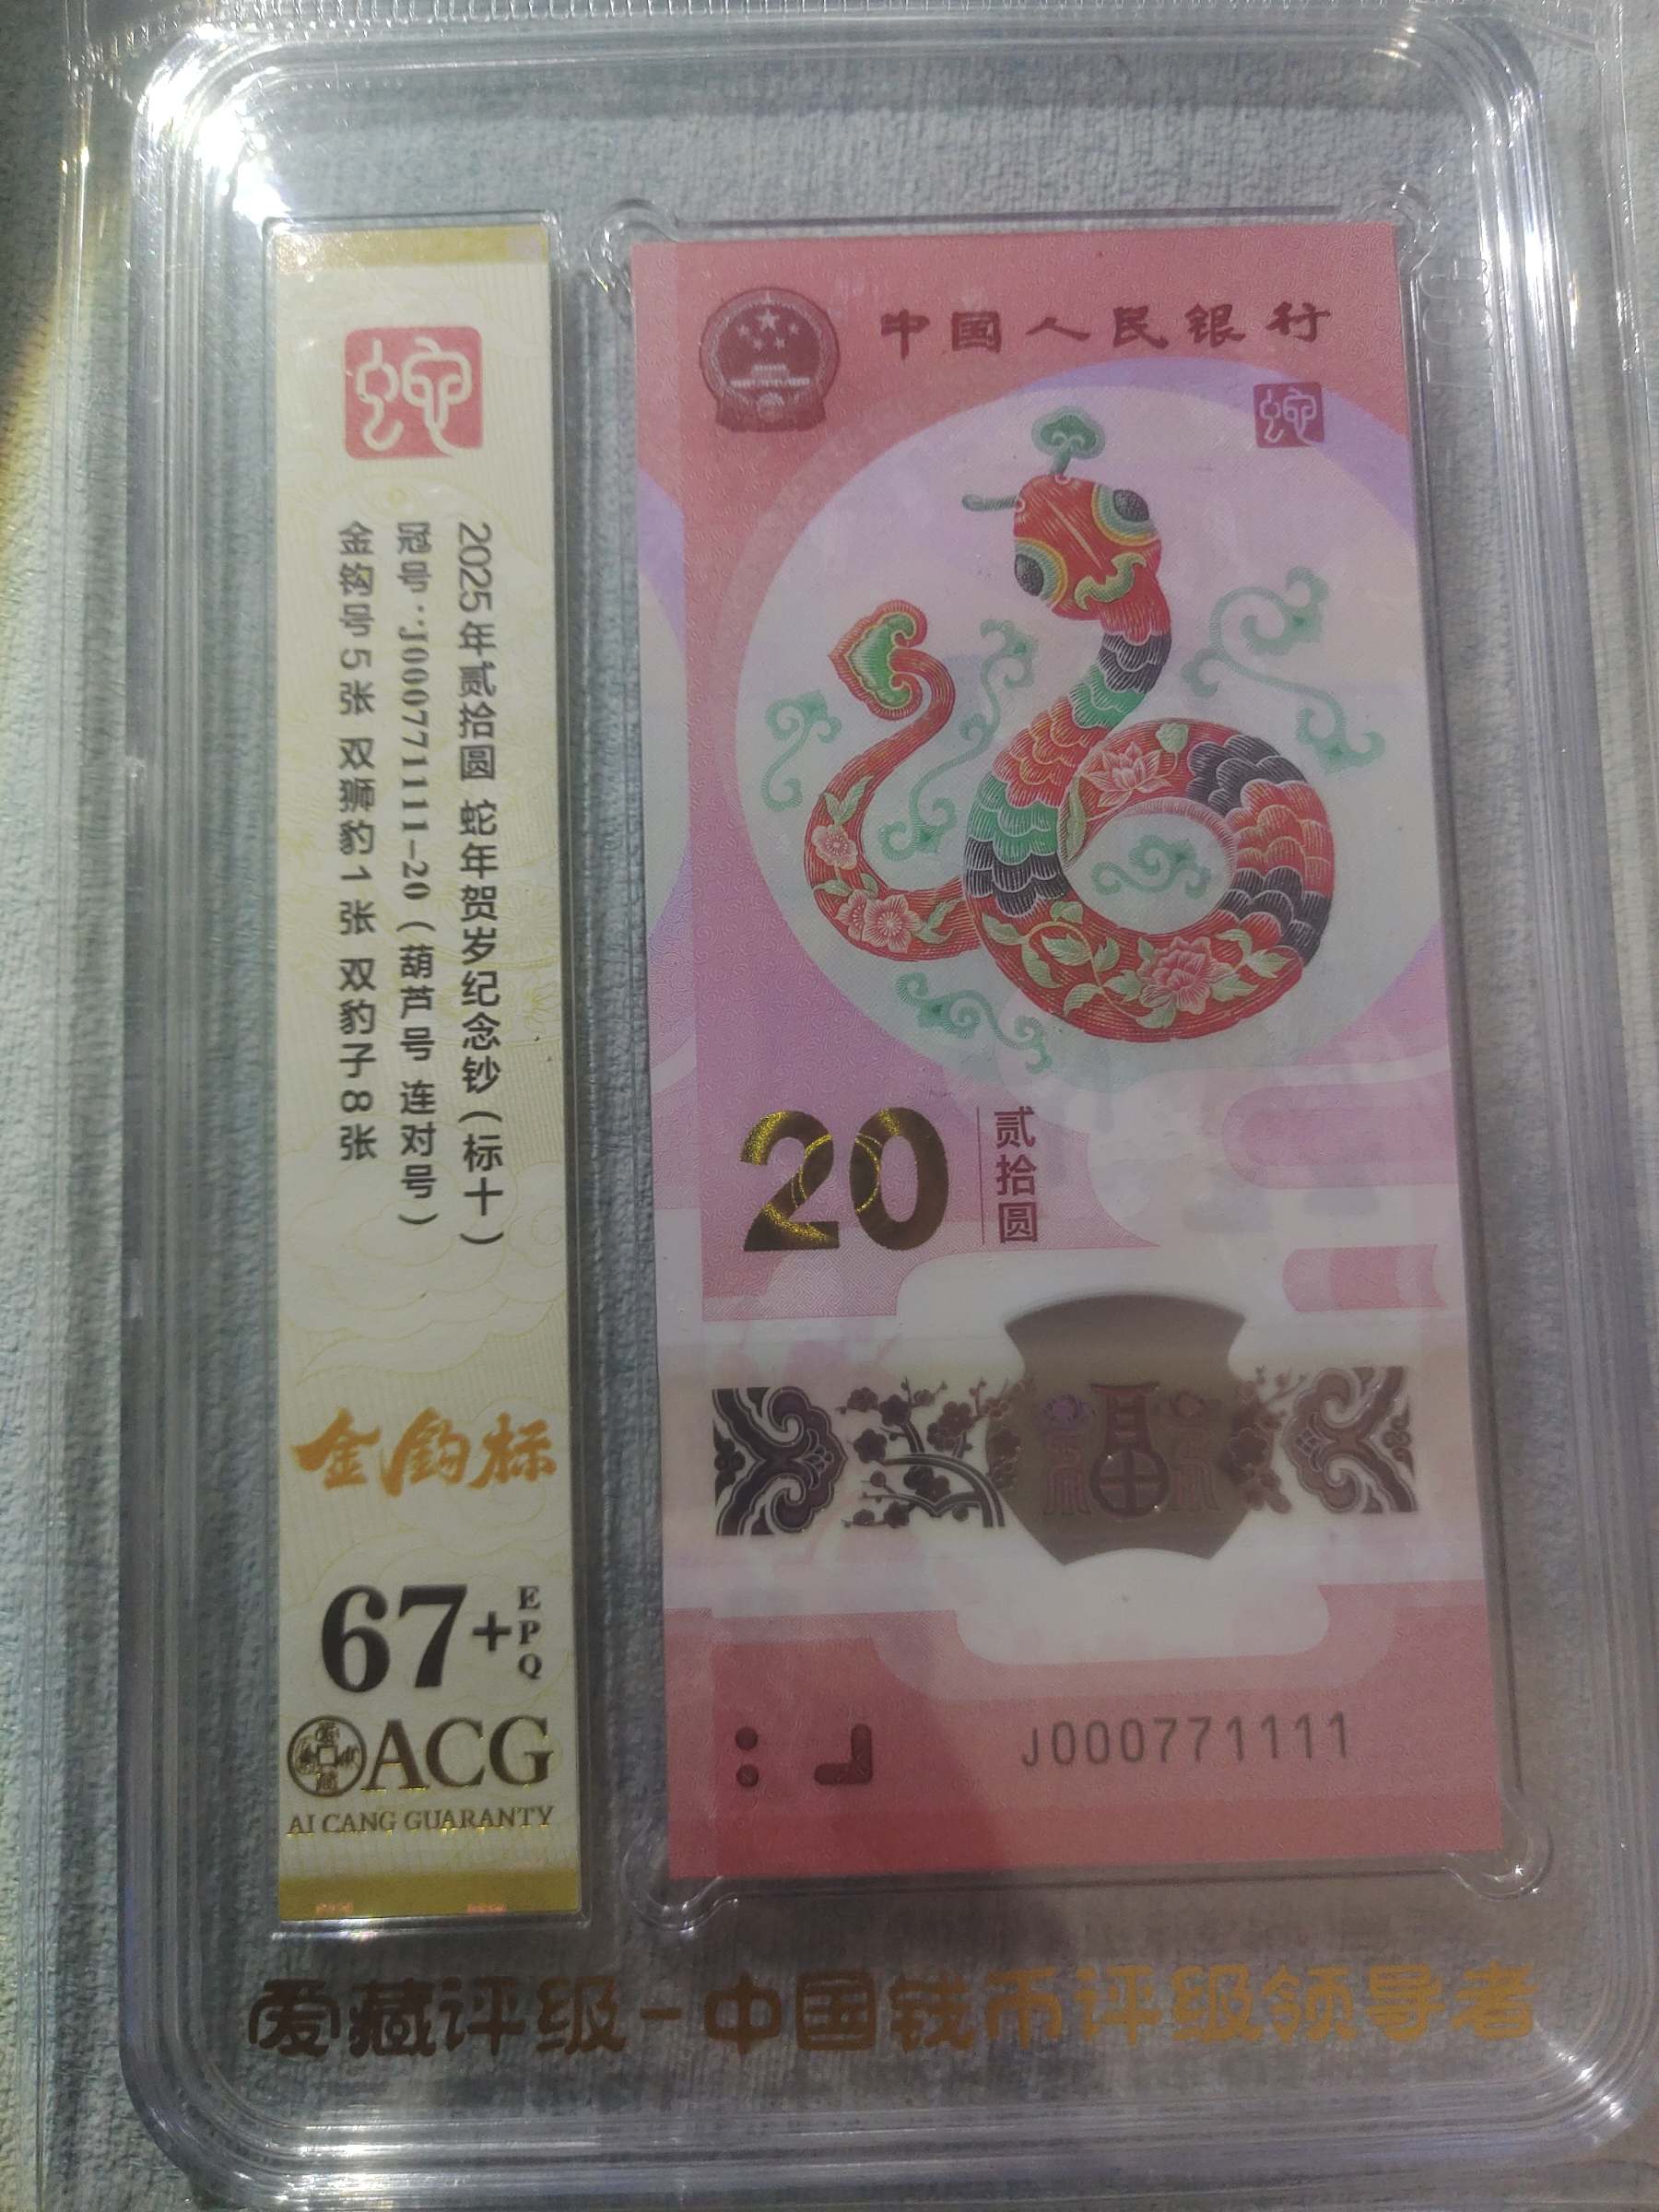 蛇
2025年贰拾圆 蛇年贺岁纪念钞(标十)
冠号:J000771111-20(葫芦号 连对号)
金钩号5张 双狮豹1张 双豹子8张
金钩标
67+EPQ
ACG
AI CANG GUARANTY
中国人民银行
蛇
20
贰拾圆
福
J000771111
爱藏评级-中国钱币评级领导者